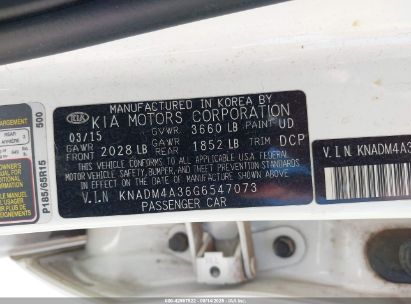 MANUFACTURED IN KOREA BY
KIA MOTORS CORPORATION
03/15 GVWR 3660 LB PAINT UD
GAWR FRONT 2028 LB GAWR REAR 1852 LB TRIM DCP
THIS VEHICLE CONFORMS TO ALL APPLICABLE U.S.A. FEDERAL
MOTOR VEHICLE SAFETY, BUMPER, AND THEFT PREVENTION STANDARDS
IN EFFECT ON THE DATE OF MANUFACTURE SHOWN ABOVE.
V.I.N KNADM4A36G6547073
PASSENGER CAR
V.I.N KNADM4A3
P185/65R15
500
REAR